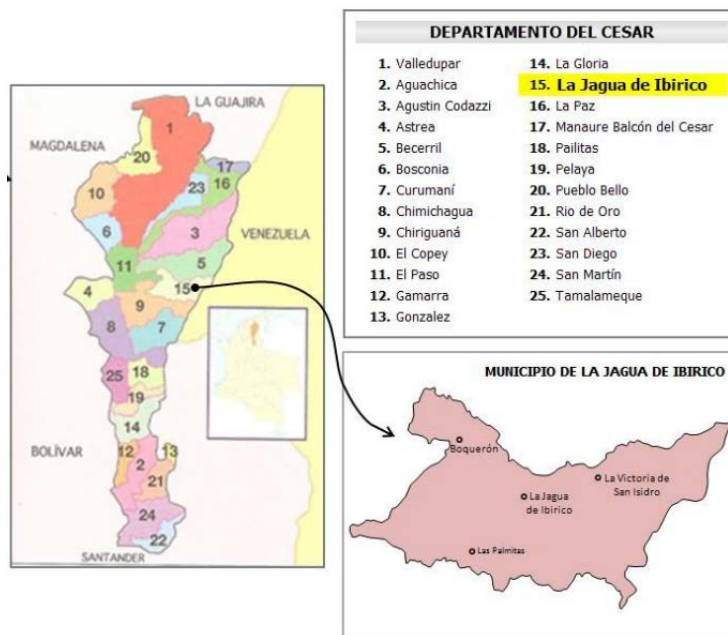 DEPARTAMENTO DEL CESAR
1. Valledupar
2. Aguachica
3. Agustin Codazzi
4. Astrea
5. Becerril
6. Bosconia
7. Curumaní
8. Chimichagua
9. Chiriguaná
10. El Copey
11. El Paso
12. Gamarra
13. Gonzalez
14. La Gloria
15. La Jagua de Ibirico
16. La Paz
17. Manaure Balcón del Cesar
18. Pailitas
19. Pelaya
20. Pueblo Bello
21. Rio de Oro
22. San Alberto
23. San Diego
24. San Martín
25. Tamalameque
LA GUAJIRA
1
MAGDALENA
20
17
10
23
16
6
3
VENEZUELA
11
5
4
15
9
8
7
25
18
19
14
BOLÍVAR
12
13
2
21
24
22
SANTANDER
MUNICIPIO DE LA JAGUA DE IBIRICO
Boquerón
La Victoria de
San Isidro
La Jagua
de Ibirico
Las Palmitas